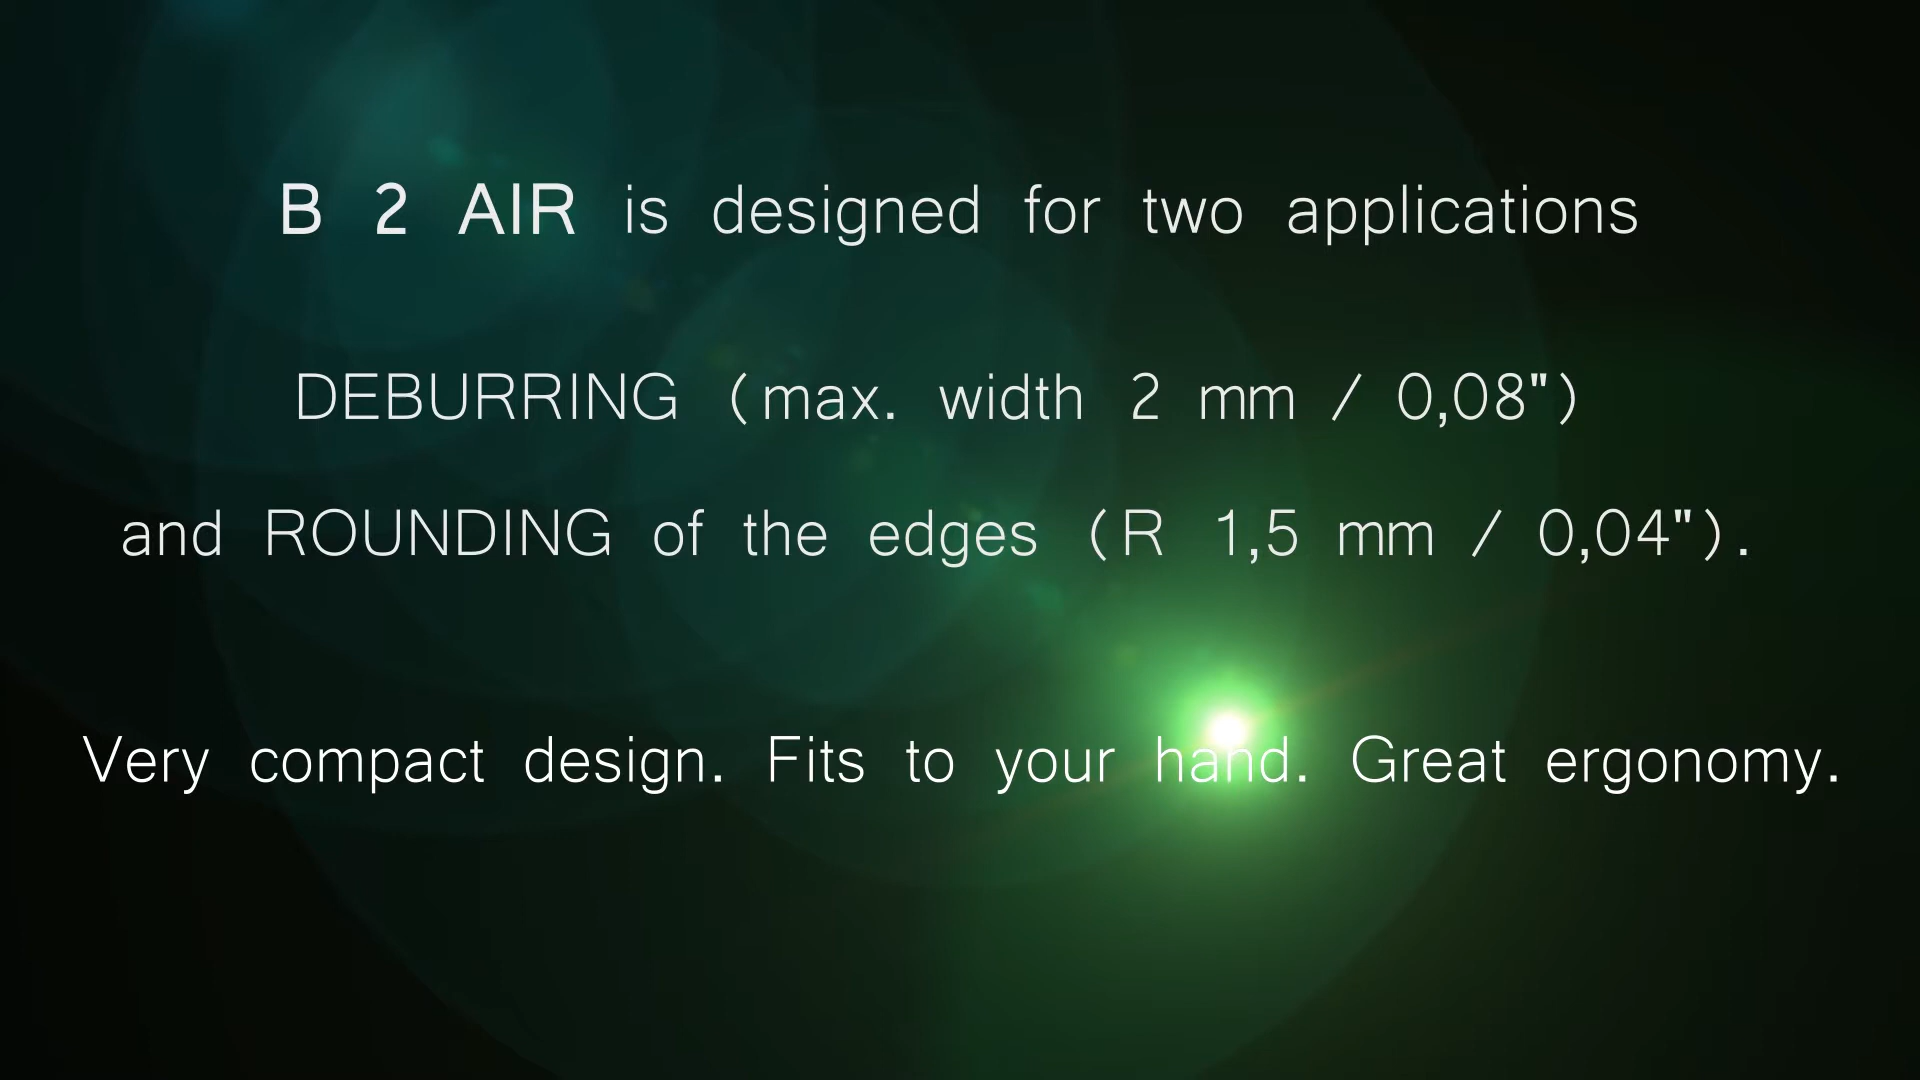 B 2 AIR is designed for two applications
DEBURRING (max. width 2 mm / 0,08")
and ROUNDING of the edges (R 1,5 mm / 0,04").
Very compact design. Fits to your hand. Great ergonomy.